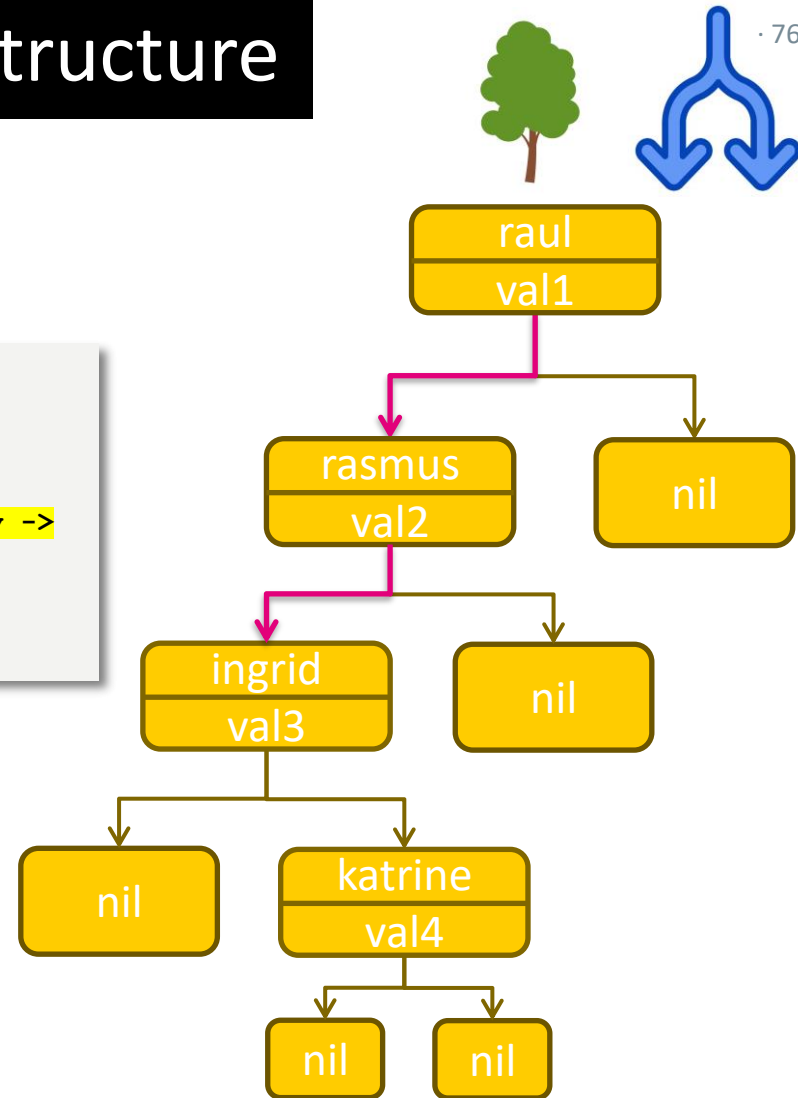 tructure
· 76
raul
val1
rasmus
val2
nil
->
ingrid
val3
nil
nil
katrine
val4
nil
nil